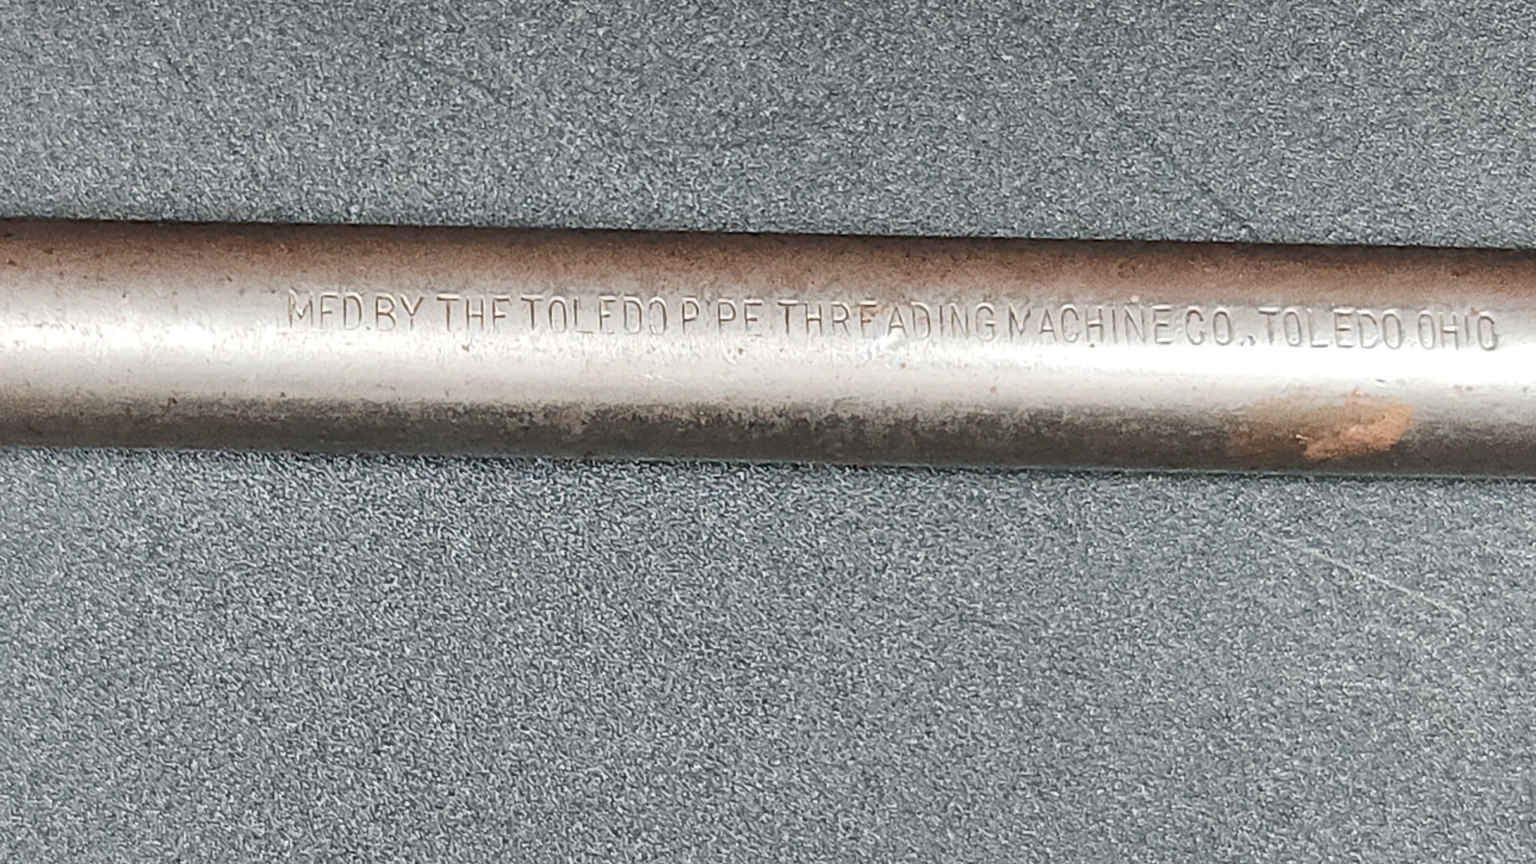 MFD. BY THE TOLEDO PIPE THREADING MACHINE CO., TOLEDO. OHIO